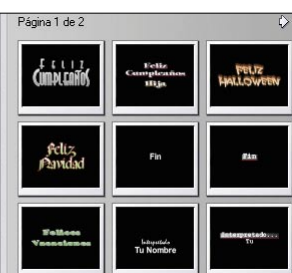 Página 1 de 2
FELIZ
CUMPLEAÑOS
Feliz
Cumpleaños
Hija
FELIZ
HALLOWEEN
Feliz
Navidad
Fin
Fin
Felices
Vacaciones
Interpretado
Tu Nombre
Interpretado...
Tu